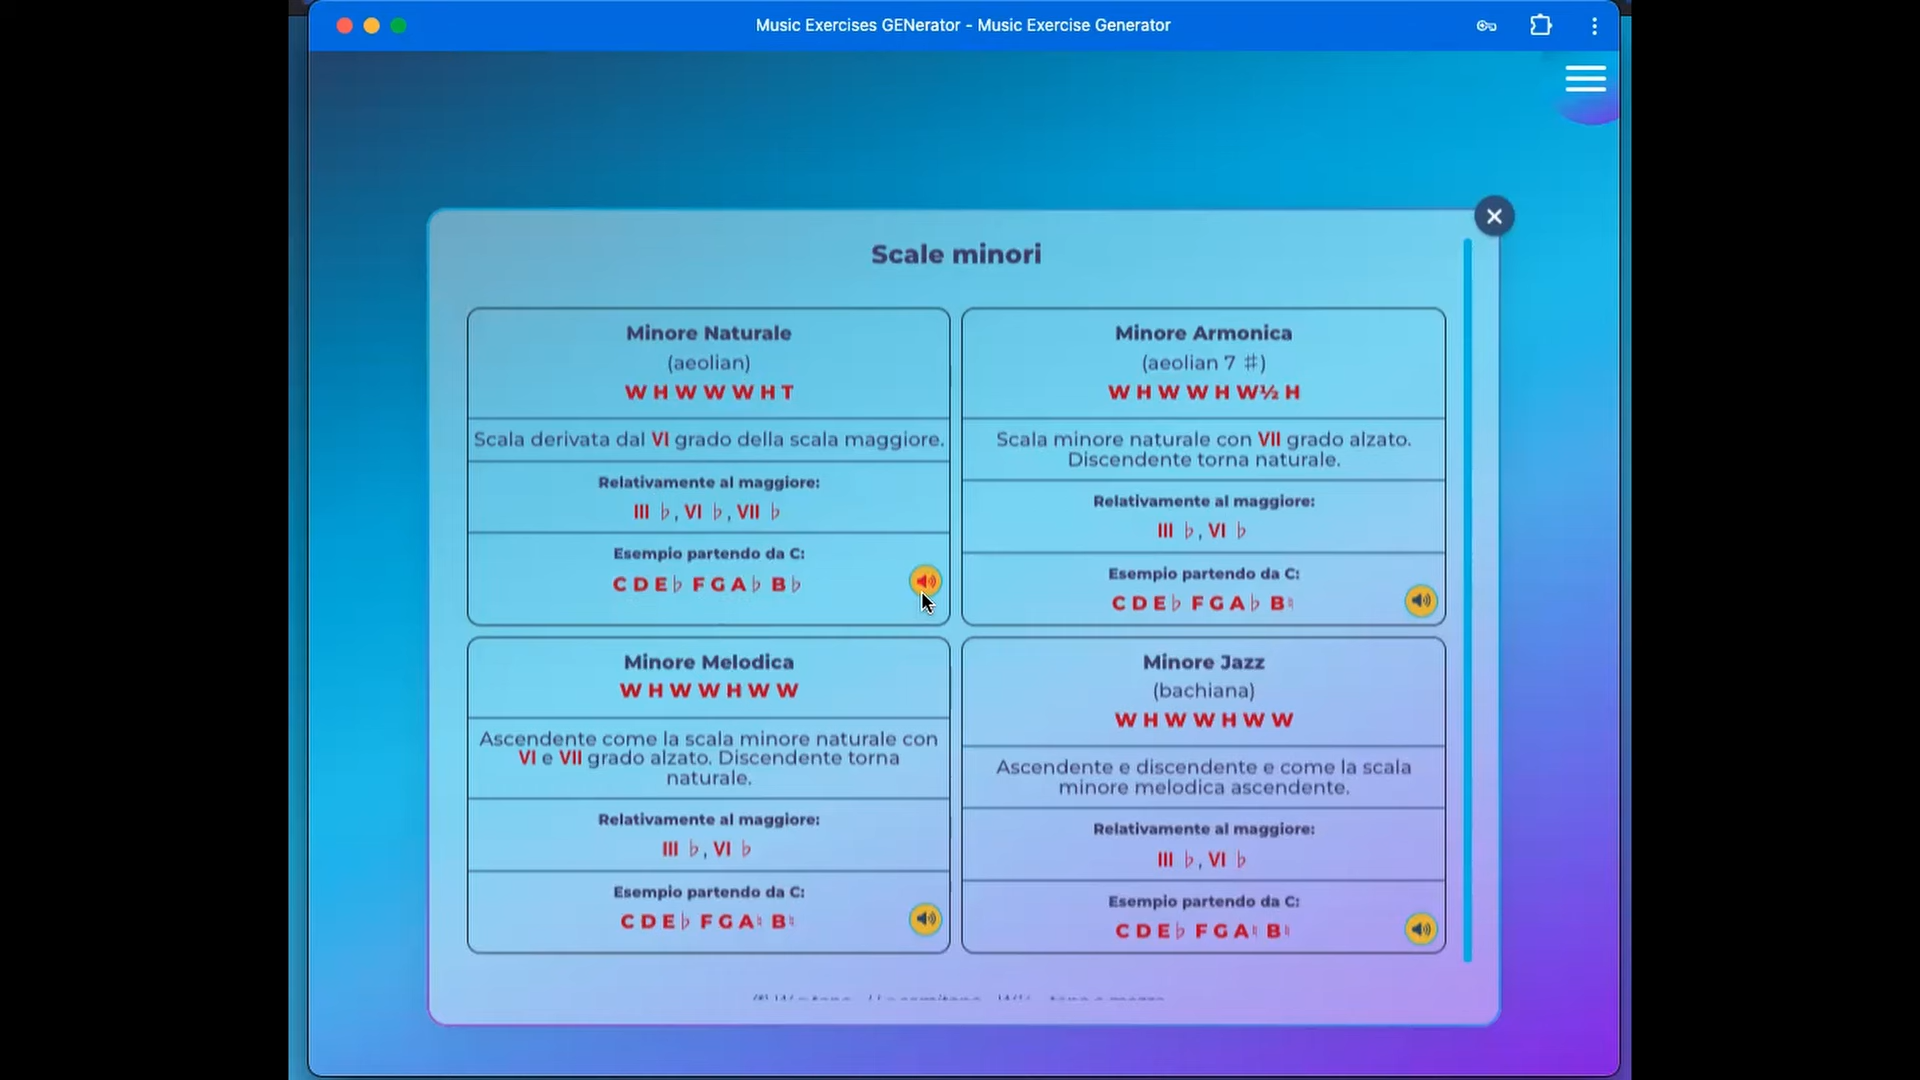 Music Exercises GENerator - Music Exercise Generator
Scale minori
Minore Naturale
(aeolian)
W H W W W H T
Scala derivata dal VI grado della scala maggiore.
Relativamente al maggiore:
III ♭, VI ♭, VII ♭
Esempio partendo da C:
C D E♭ F G A♭ B♭
Minore Armonica
(aeolian 7 ♯)
W H W W H W½ H
Scala minore naturale con VII grado alzato.
Discendente torna naturale.
Relativamente al maggiore:
III ♭, VI ♭
Esempio partendo da C:
C D E♭ F G A♭ B♮
Minore Melodica
W H W W H W W
Ascendente come la scala minore naturale con
VI e VII grado alzato. Discendente torna
naturale.
Relativamente al maggiore:
III ♭, VI ♭
Esempio partendo da C:
C D E♭ F G A♮ B♮
Minore Jazz
(bachiana)
W H W W H W W
Ascendente e discendente e come la scala
minore melodica ascendente.
Relativamente al maggiore:
III ♭, VI ♭
Esempio partendo da C:
C D E♭ F G A♮ B♮